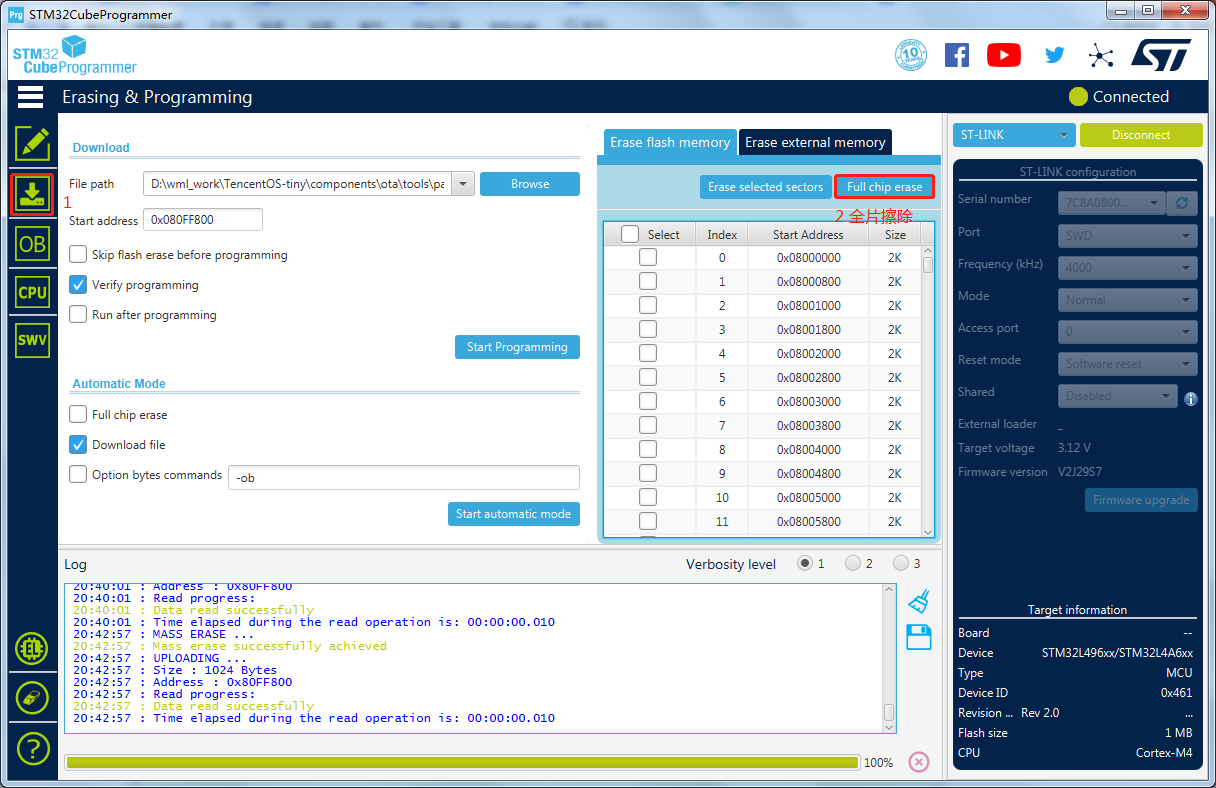 Prg STM32CubeProgrammer
STM32
CubeProgrammer
10
Erasing & Programming
Connected
OB
CPU
SWV
Download
File path
D:\wml_work\TencentOS-tiny\components\ota\tools\pa
Browse
1
Start address
0x080FF800
Skip flash erase before programming
Verify programming
Run after programming
Start Programming
Automatic Mode
Full chip erase
Download file
Option bytes commands
-ob
Start automatic mode
Erase flash memory Erase external memory
Erase selected sectors Full chip erase
2 全片擦除
Select Index Start Address Size
0 0x08000000 2K
1 0x08000800 2K
2 0x08001000 2K
3 0x08001800 2K
4 0x08002000 2K
5 0x08002800 2K
6 0x08003000 2K
7 0x08003800 2K
8 0x08004000 2K
9 0x08004800 2K
10 0x08005000 2K
11 0x08005800 2K
ST-LINK Disconnect
ST-LINK configuration
Serial number 7C8A0800...
Port SWD
Frequency (kHz) 4000
Mode Normal
Access port 0
Reset mode Software reset
Shared Disabled
External loader _
Target voltage 3.12 V
Firmware version V2J29S7
Firmware upgrade
Target information
Board --
Device STM32L496xx/STM32L4A6xx
Type MCU
Device ID 0x461
Revision ... Rev 2.0 ...
Flash size 1 MB
CPU Cortex-M4
Log
Verbosity level 1 2 3
20:40:01 : Address : 0x80FF800
20:40:01 : Read progress:
20:40:01 : Data read successfully
20:40:01 : Time elapsed during the read operation is: 00:00:00.010
20:42:57 : MASS ERASE ...
20:42:57 : Mass erase successfully achieved
20:42:57 : UPLOADING ...
20:42:57 : Size : 1024 Bytes
20:42:57 : Address : 0x80FF800
20:42:57 : Read progress:
20:42:57 : Data read successfully
20:42:57 : Time elapsed during the read operation is: 00:00:00.010
100%